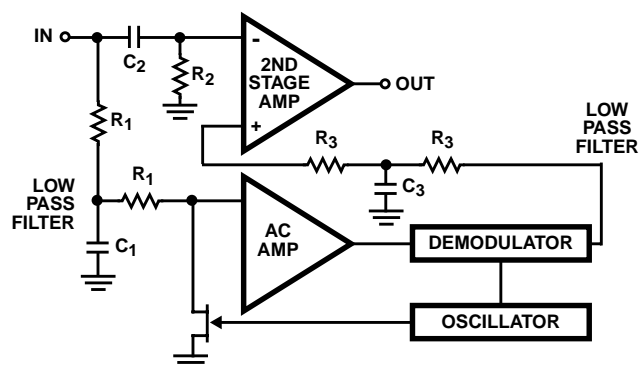 IN
C2
R2
-
2ND
STAGE
AMP
+
OUT
R1
R3
R3
LOW
PASS
FILTER
C3
LOW
PASS
FILTER
R1
C1
AC
AMP
DEMODULATOR
OSCILLATOR